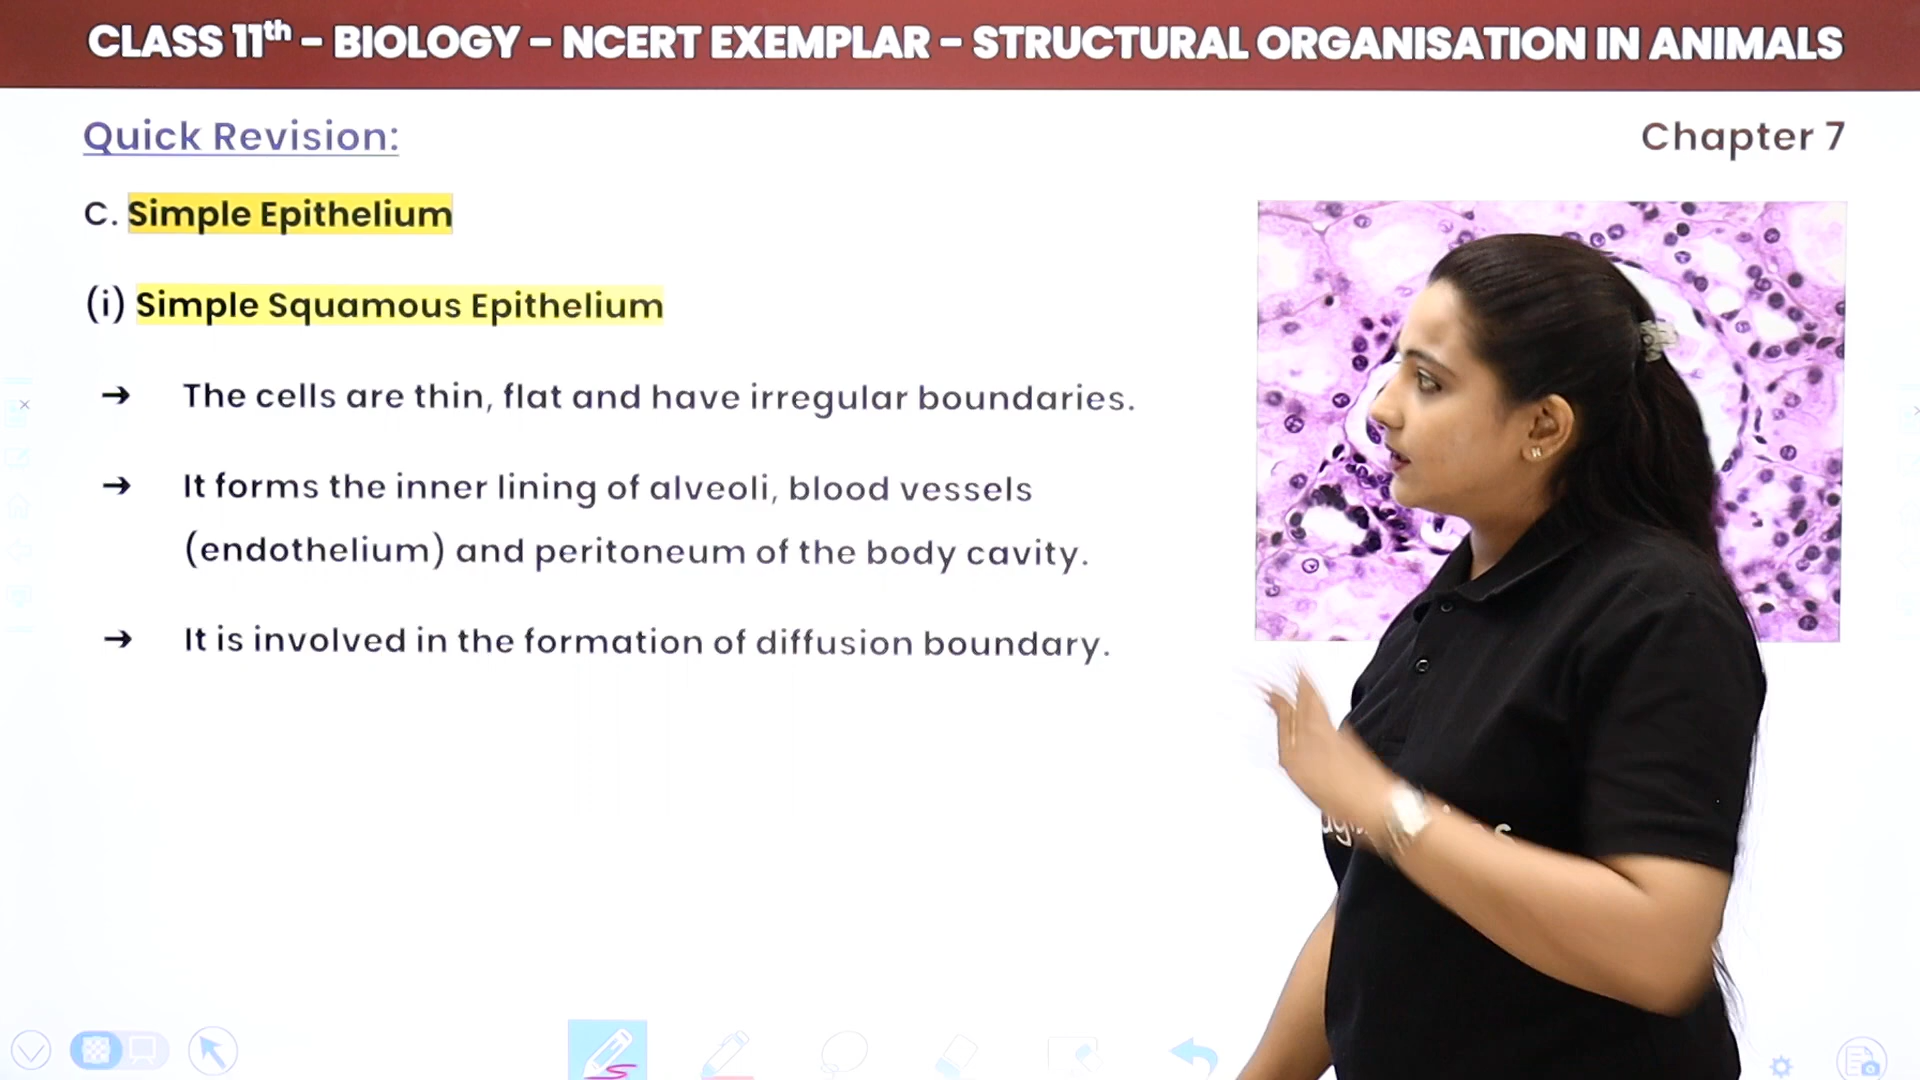 CLASS 11th - BIOLOGY - NCERT EXEMPLAR - STRUCTURAL ORGANISATION IN ANIMALS
Quick Revision:
Chapter 7
C. Simple Epithelium
(i) Simple Squamous Epithelium
→ The cells are thin, flat and have irregular boundaries.
→ It forms the inner lining of alveoli, blood vessels
(endothelium) and peritoneum of the body cavity.
→ It is involved in the formation of diffusion boundary.